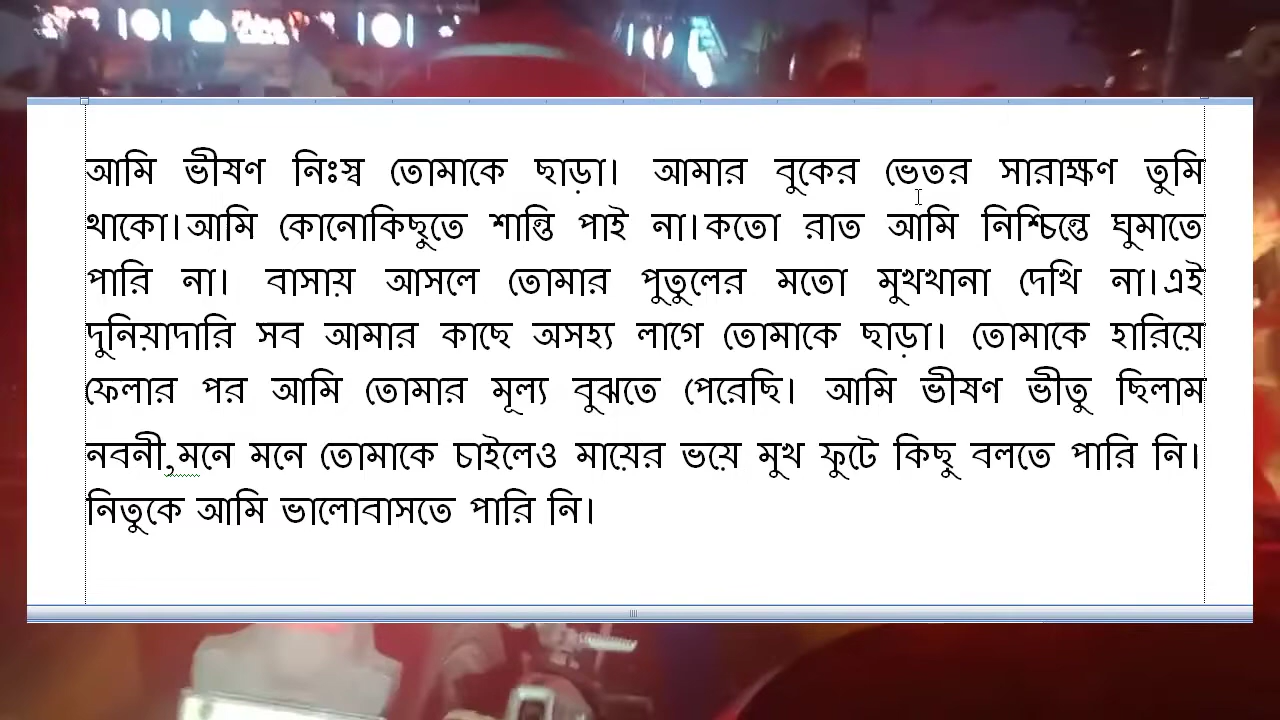 আমি ভীষণ নিঃস্ব তোমাকে ছাড়া। আমার বুকের ভেতর সারাক্ষণ তুমি
থাকো।আমি কোনোকিছুতে শান্তি পাই না।কতো রাত আমি নিশ্চিন্তে ঘুমাতে
পারি না। বাসায় আসলে তোমার পুতুলের মতো মুখখানা দেখি না।এই
দুনিয়াদারি সব আমার কাছে অসহ্য লাগে তোমাকে ছাড়া। তোমাকে হারিয়ে
ফেলার পর আমি তোমার মূল্য বুঝতে পেরেছি। আমি ভীষণ ভীতু ছিলাম
নবনী,মনে মনে তোমাকে চাইলেও মায়ের ভয়ে মুখ ফুটে কিছু বলতে পারি নি।
নিতুকে আমি ভালোবাসতে পারি নি।